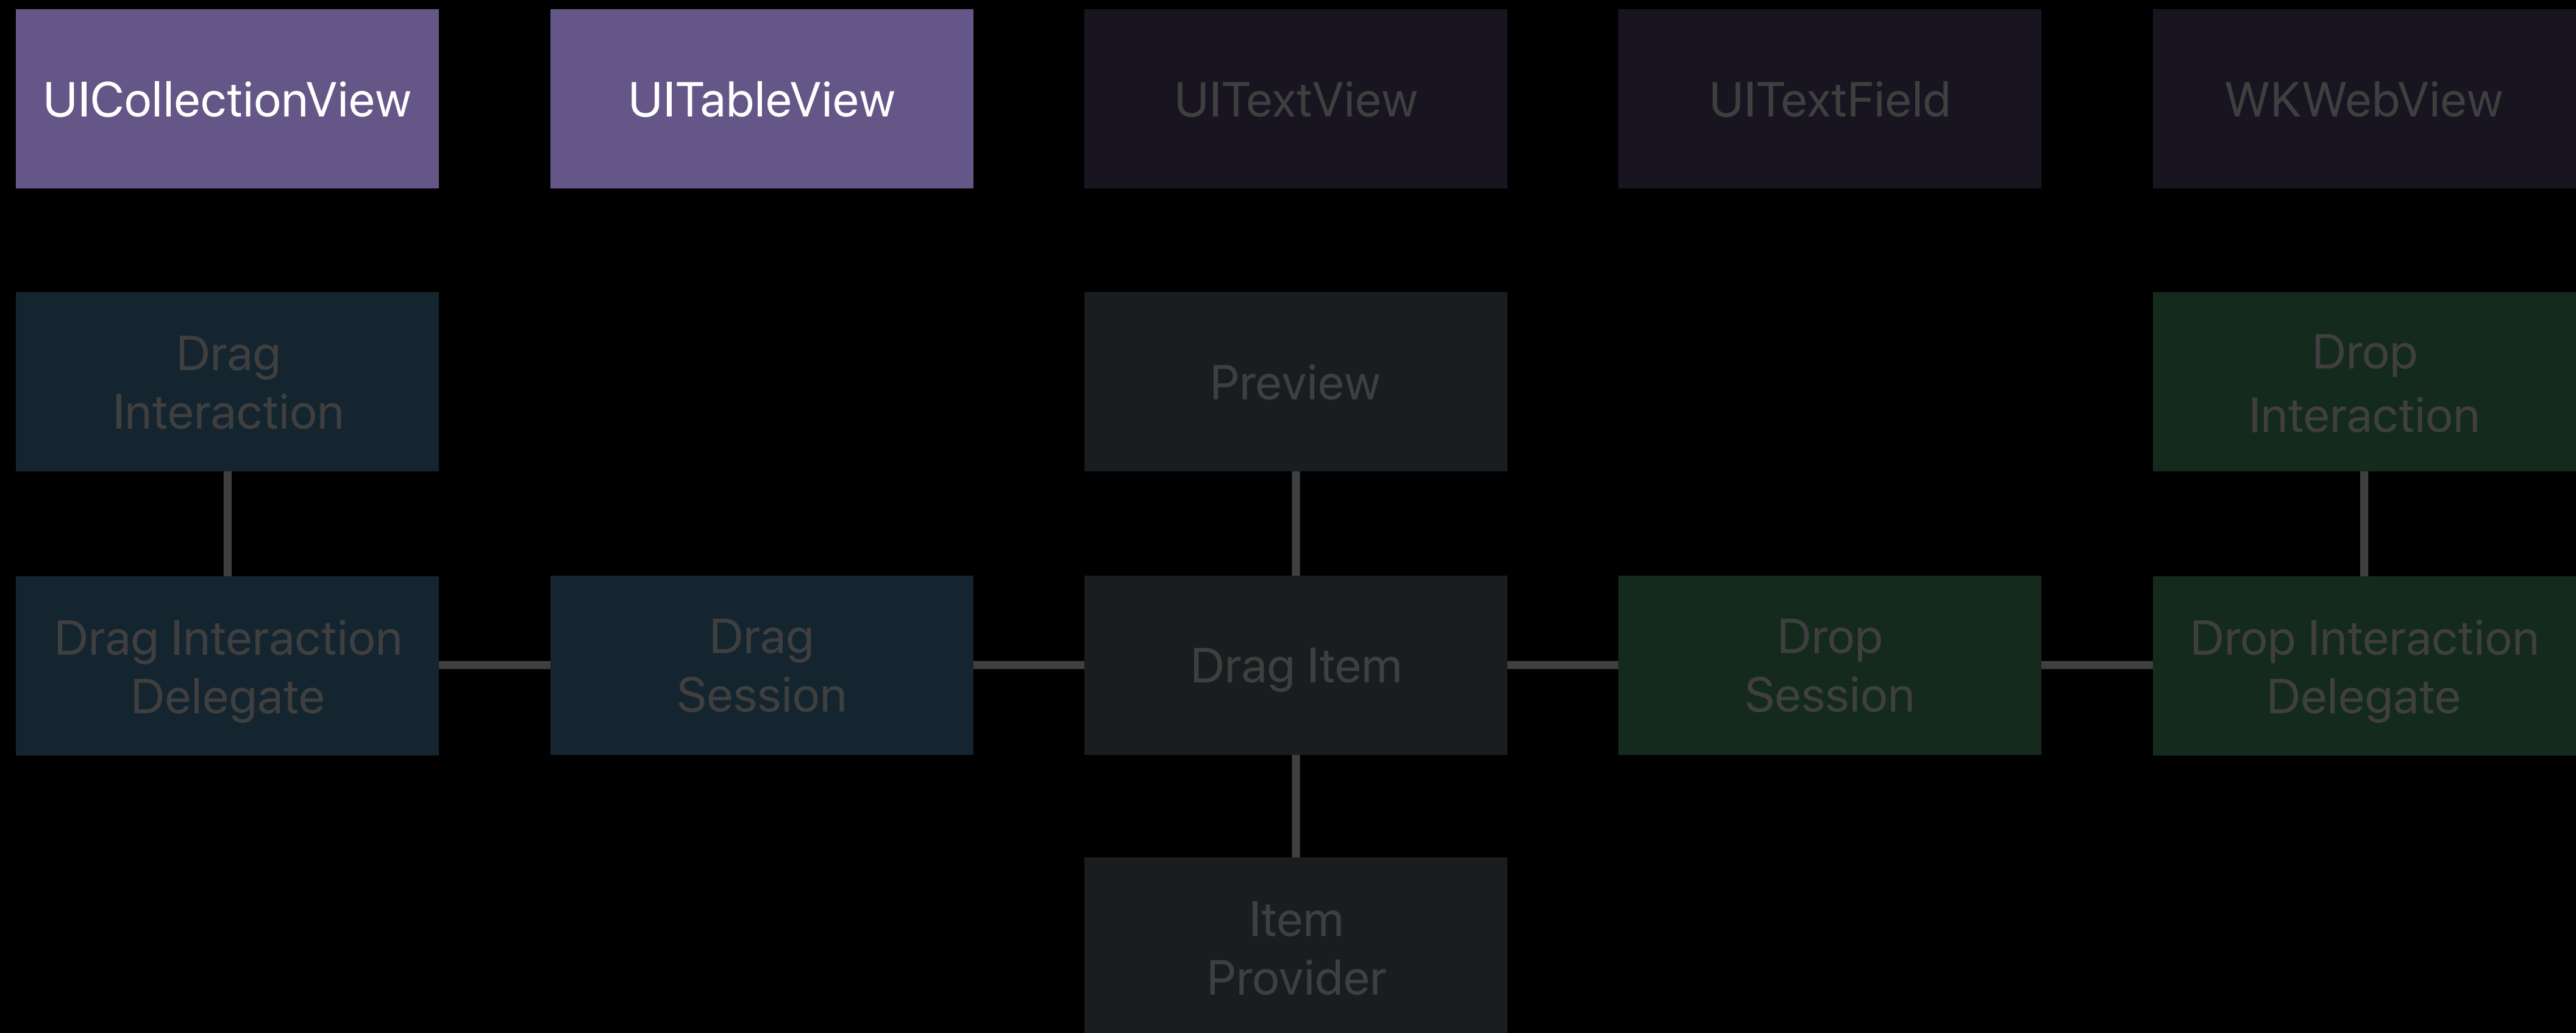 UICollectionView
UITableView
UITextView
UITextField
WKWebView
Drag
Interaction
Preview
Drop
Interaction
Drag Interaction
Delegate
Drag
Session
Drag Item
Drop
Session
Drop Interaction
Delegate
Item
Provider